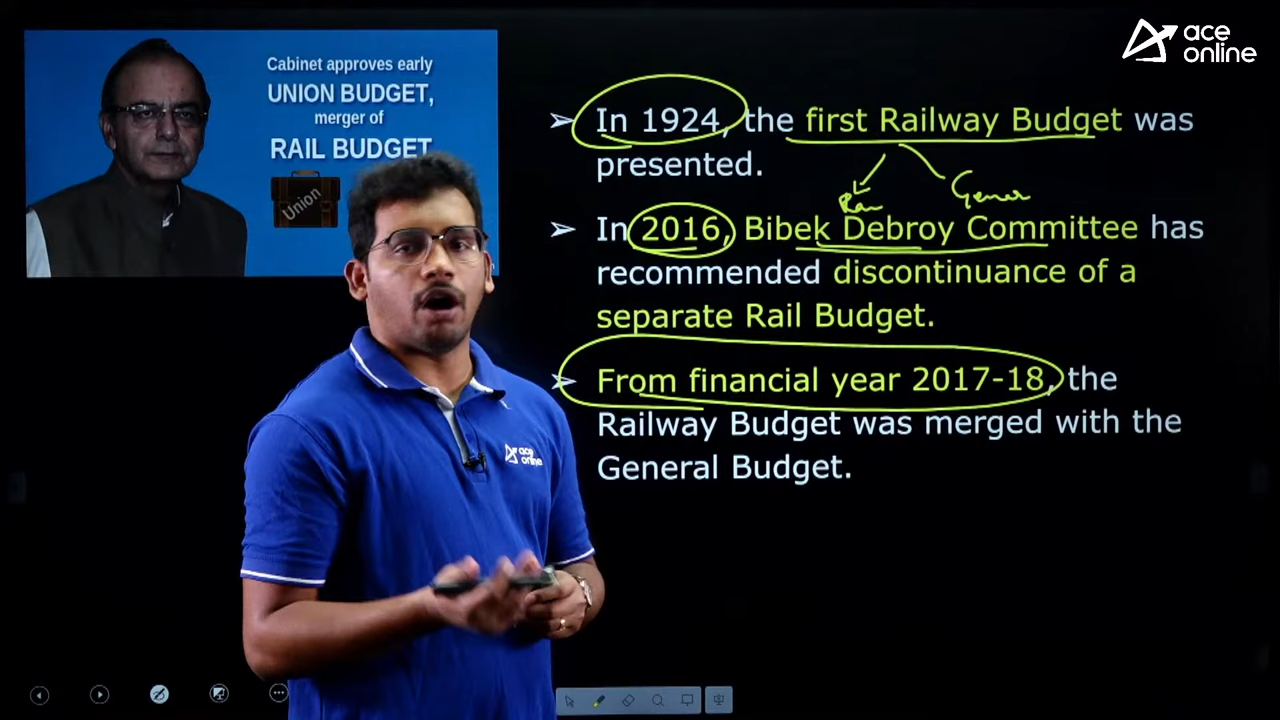 Cabinet approves early
UNION BUDGET,
merger of
RAIL BUDGET
Union
ace
online
➢ In 1924, the first Railway Budget was
presented.
Rail
➢ In 2016, Bibek Debroy Committee has
recommended discontinuance of a
separate Rail Budget.
➢ From financial year 2017-18, the
Railway Budget was merged with the
General Budget.
ace
online